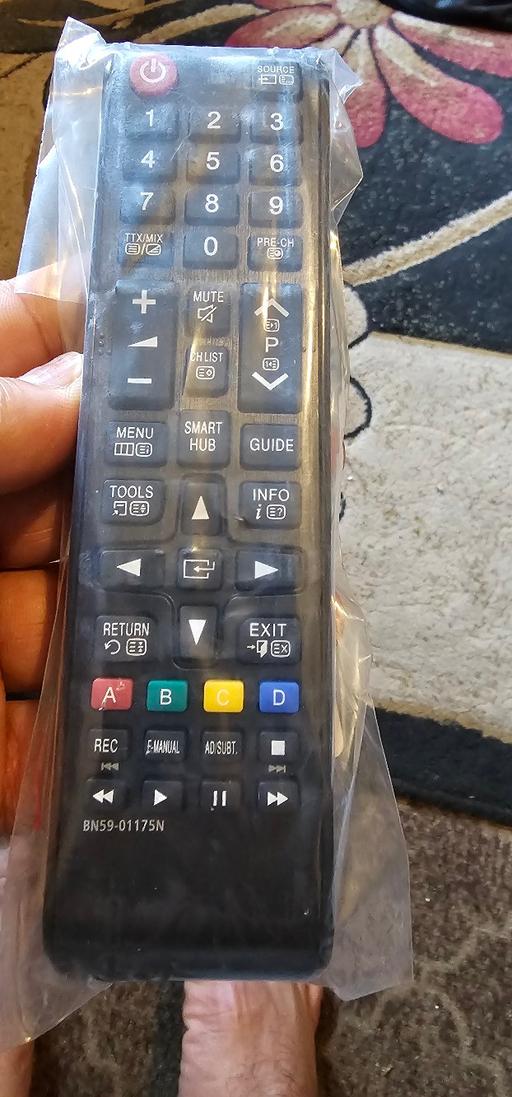 SOURCE
1 2 3
4 5 6
7 8 9
TTX/MIX 0 PRE-CH
+ MUTE
P
− CH LIST
MENU SMART HUB GUIDE
TOOLS INFO
i
RETURN EXIT
A B C D
REC E-MANUAL AD/SUBT.
BN59-01175N